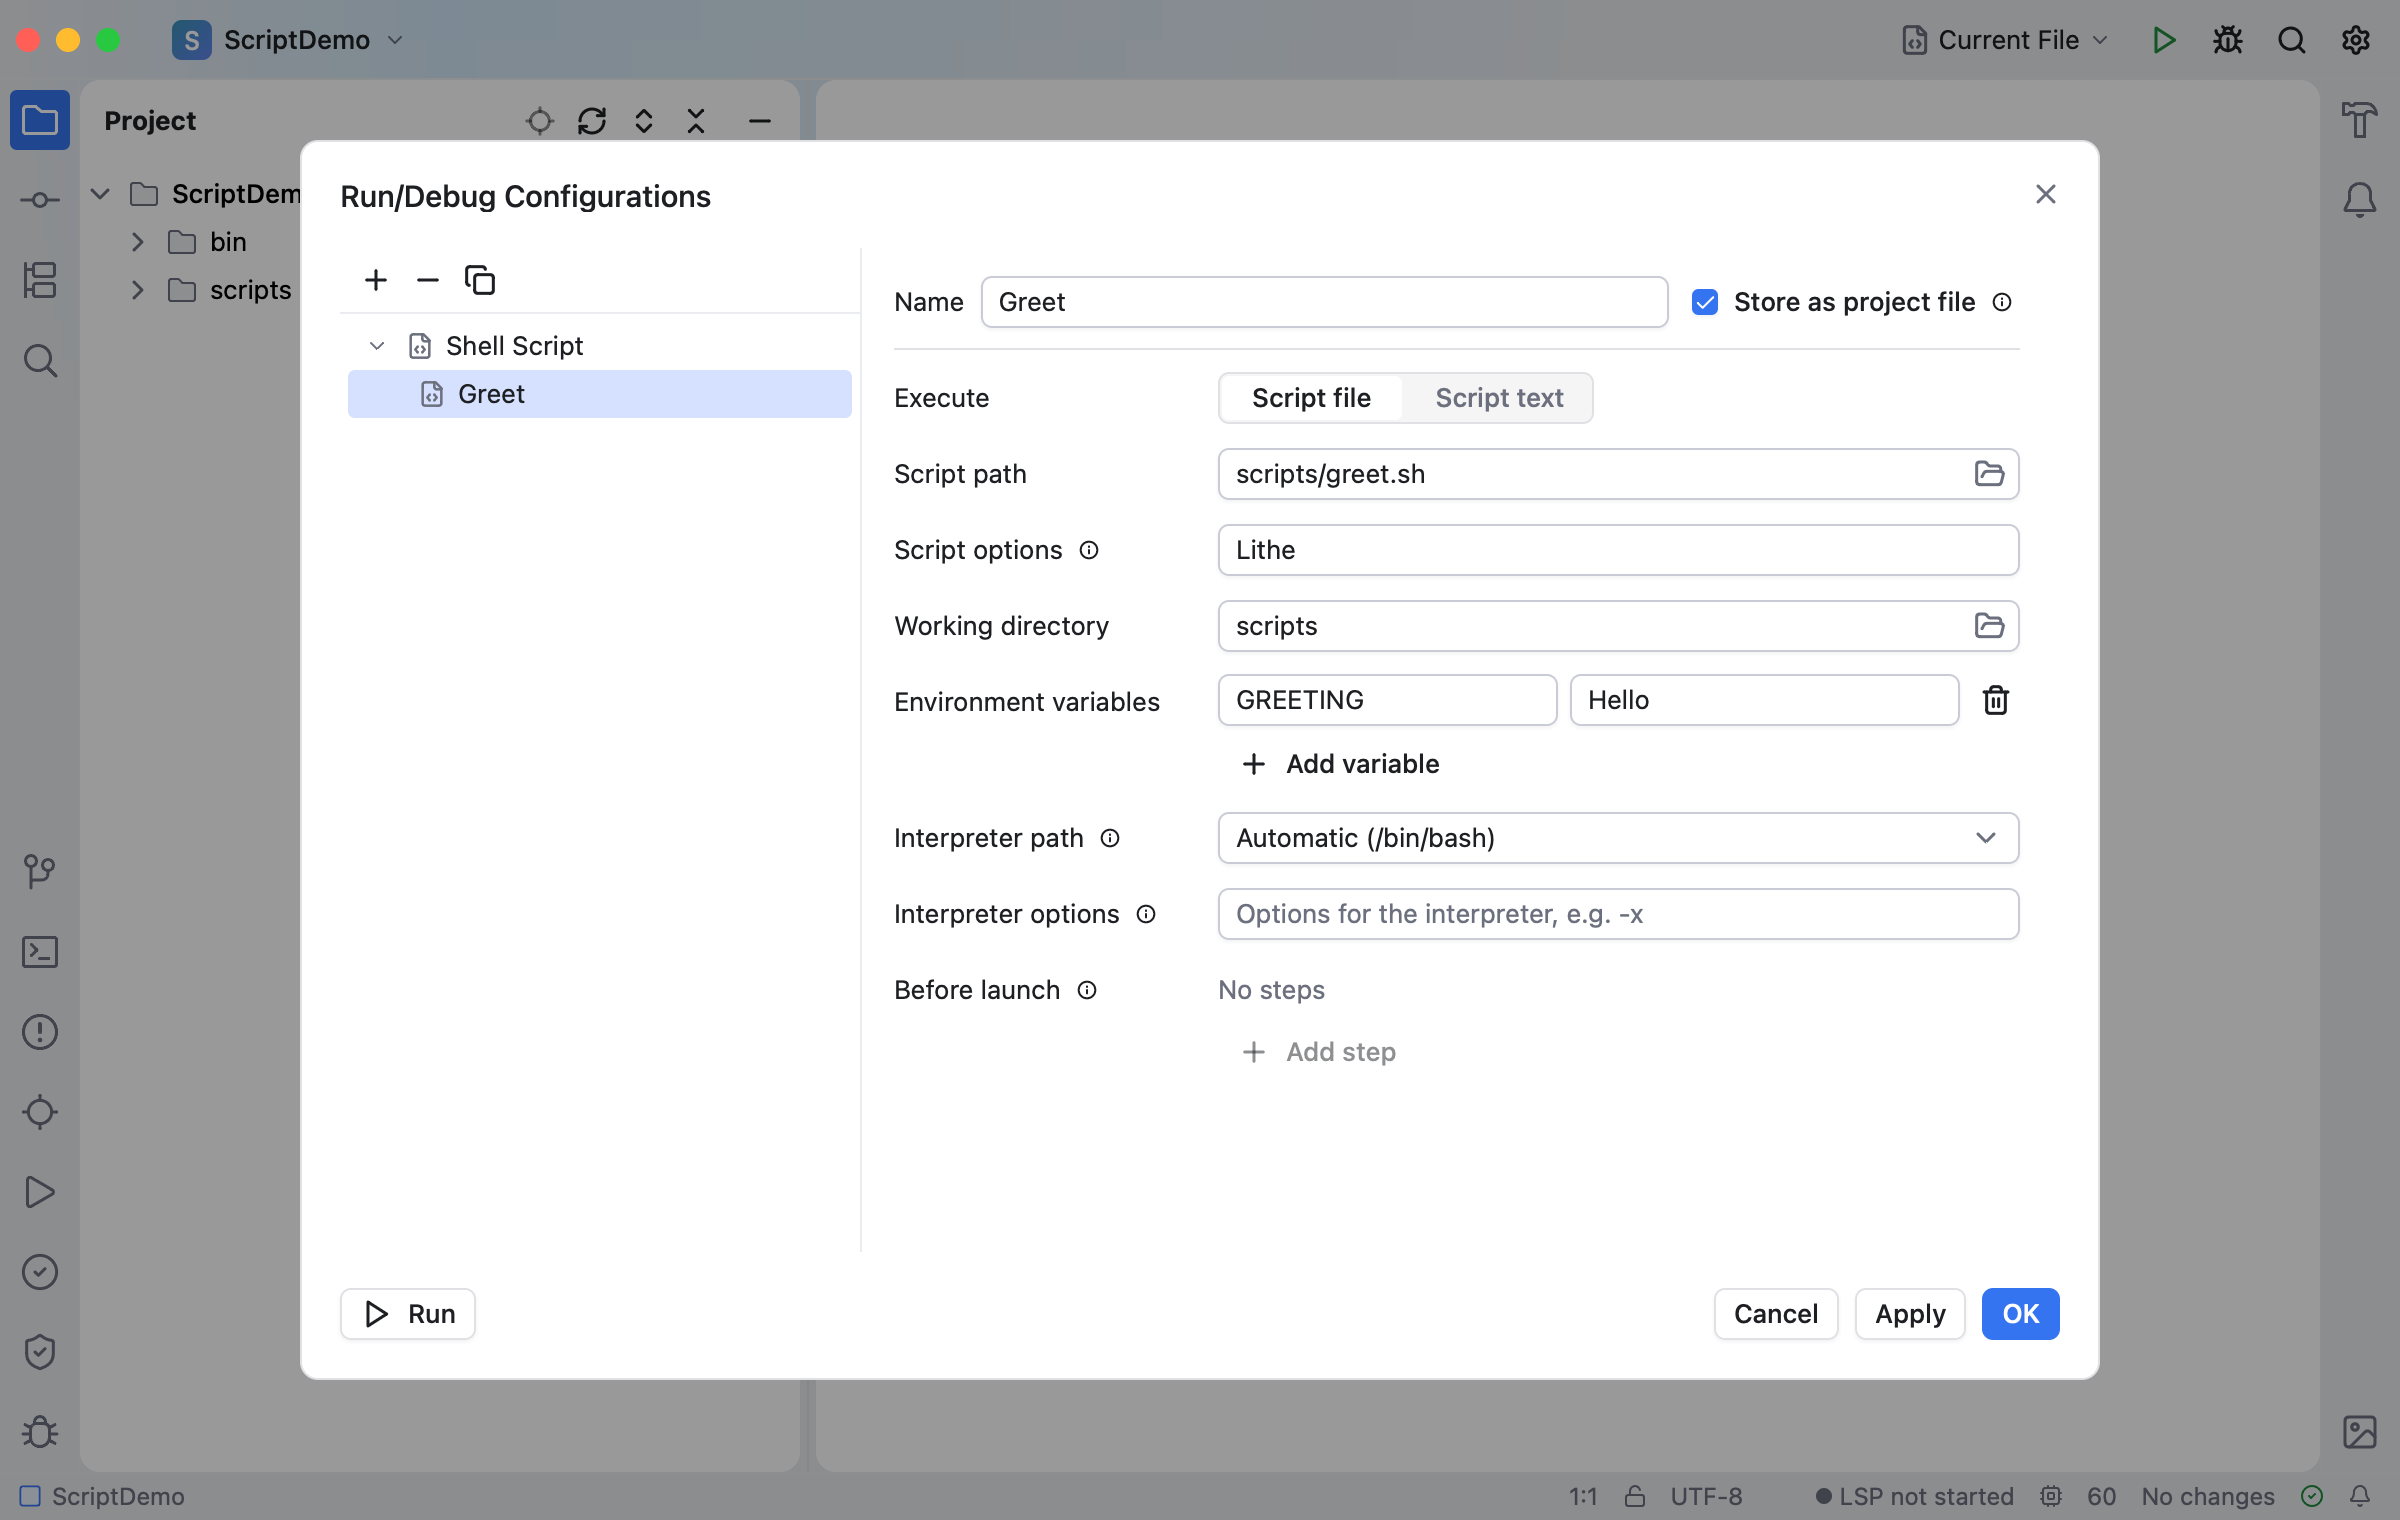 S ScriptDemo
Current File
Project
ScriptDem
bin
scripts
Run/Debug Configurations
Shell Script
Greet
Name Greet Store as project file
Execute Script file Script text
Script path scripts/greet.sh
Script options Lithe
Working directory scripts
Environment variables GREETING Hello
Add variable
Interpreter path Automatic (/bin/bash)
Interpreter options Options for the interpreter, e.g. -x
Before launch No steps
Add step
Run
Cancel Apply OK
ScriptDemo
1:1 UTF-8 LSP not started 60 No changes